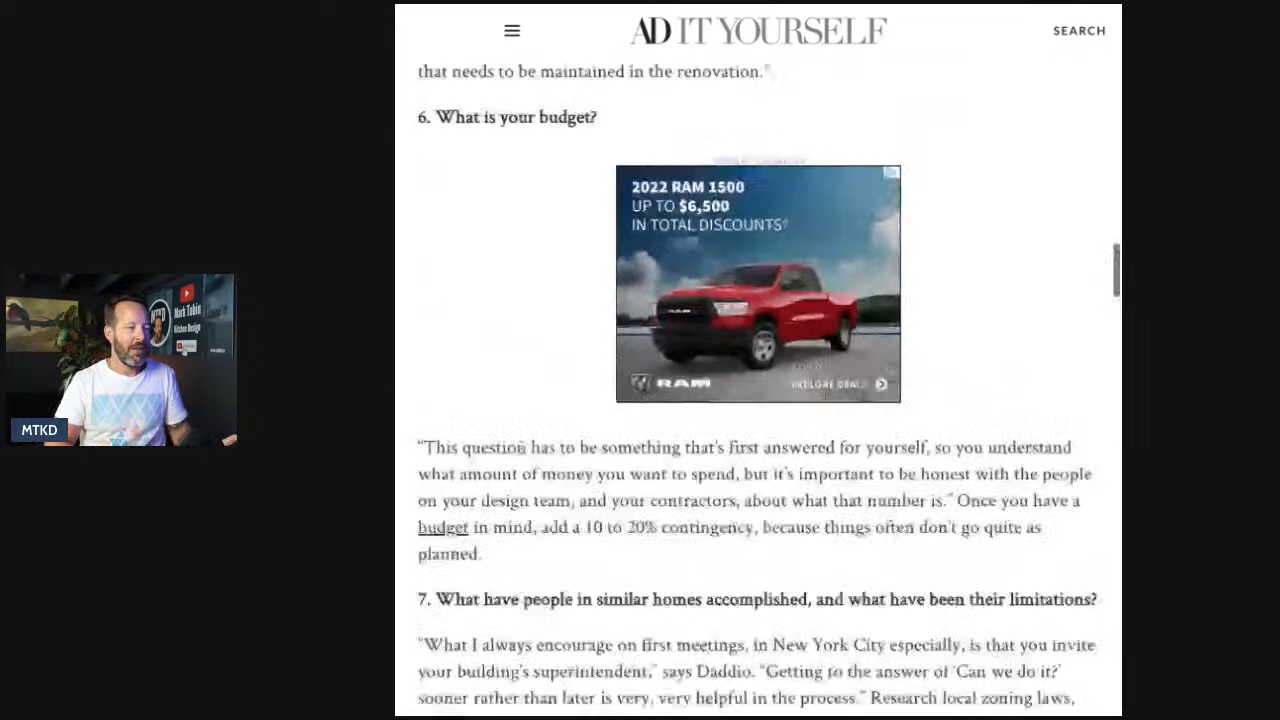 AD IT YOURSELF
SEARCH
that needs to be maintained in the renovation."
6. What is your budget?
2022 RAM 1500
UP TO $6,500
IN TOTAL DISCOUNTS
RAM
EXPLORE DEALS
"This question has to be something that's first answered for yourself, so you understand
what amount of money you want to spend, but it's important to be honest with the people
on your design team, and your contractors, about what that number is." Once you have a
budget in mind, add a 10 to 20% contingency, because things often don't go quite as
planned.
7. What have people in similar homes accomplished, and what have been their limitations?
"What I always encourage on first meetings, in New York City especially, is that you invite
your building's superintendent," says Daddio. "Getting to the answer of 'Can we do it?'
sooner rather than later is very, very helpful in the process." Research local zoning laws,
MTKD
Mark Tobin
Kitchen Design
MTKD